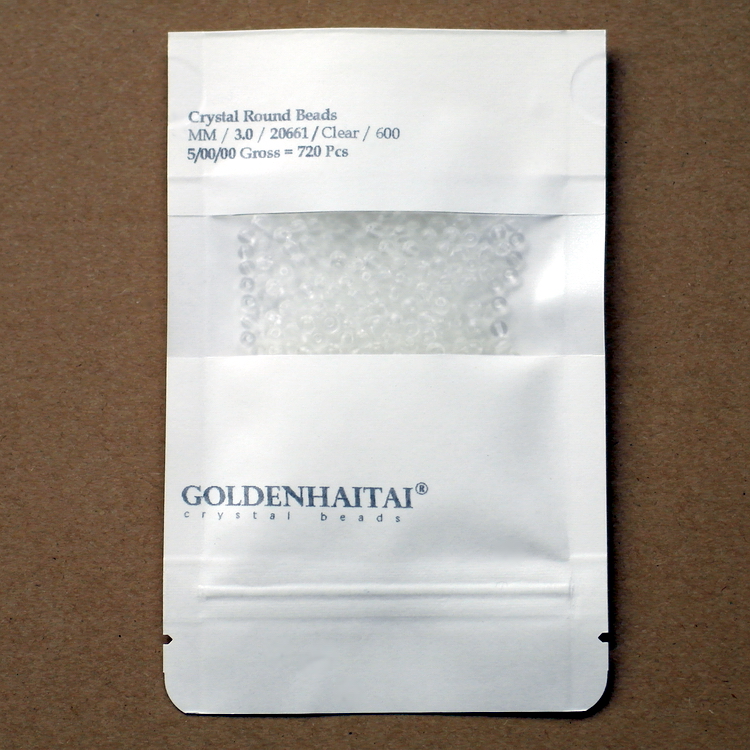 Crystal Round Beads
MM / 3.0 / 20661 / Clear / 600
5/00/00 Gross = 720 Pcs
GOLDENHAITAI®
crystal beads